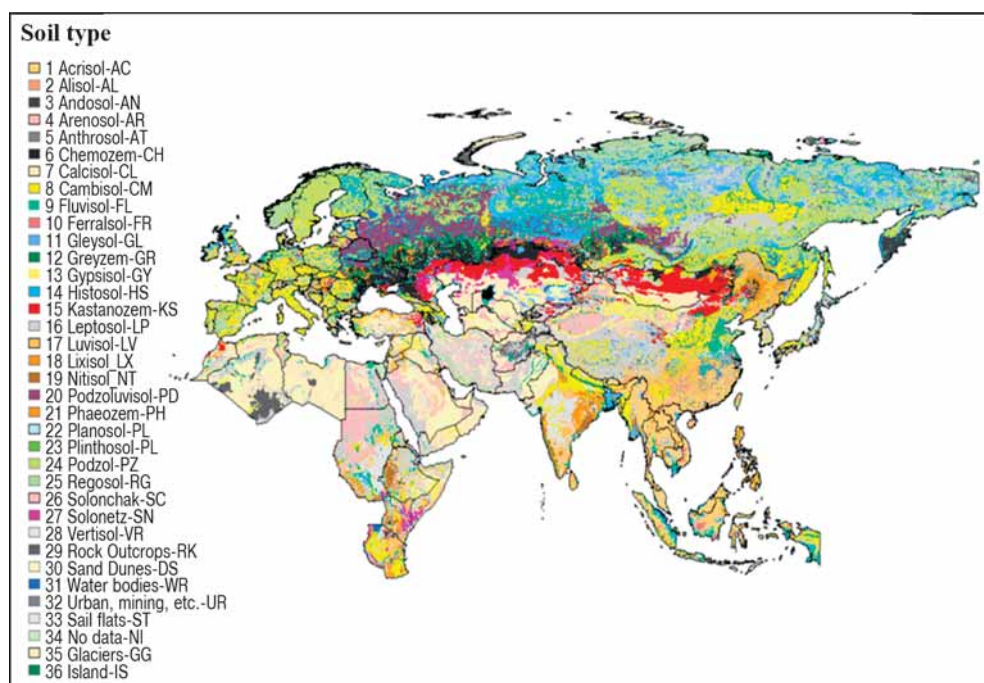 Soil type
1 Acrisol-AC
2 Alisol-AL
3 Andosol-AN
4 Arenosol-AR
5 Anthrosol-AT
6 Chemozem-CH
7 Calcisol-CL
8 Cambisol-CM
9 Fluvisol-FL
10 Ferralsol-FR
11 Gleysol-GL
12 Greyzem-GR
13 Gypsisol-GY
14 Histosol-HS
15 Kastanozem-KS
16 Leptosol-LP
17 Luvisol-LV
18 Lixisol_LX
19 Nitisol_NT
20 Podzoluvisol-PD
21 Phaeozem-PH
22 Planosol-PL
23 Plinthosol-PL
24 Podzol-PZ
25 Regosol-RG
26 Solonchak-SC
27 Solonetz-SN
28 Vertisol-VR
29 Rock Outcrops-RK
30 Sand Dunes-DS
31 Water bodies-WR
32 Urban, mining, etc.-UR
33 Sail flats-ST
34 No data-NI
35 Glaciers-GG
36 Island-IS